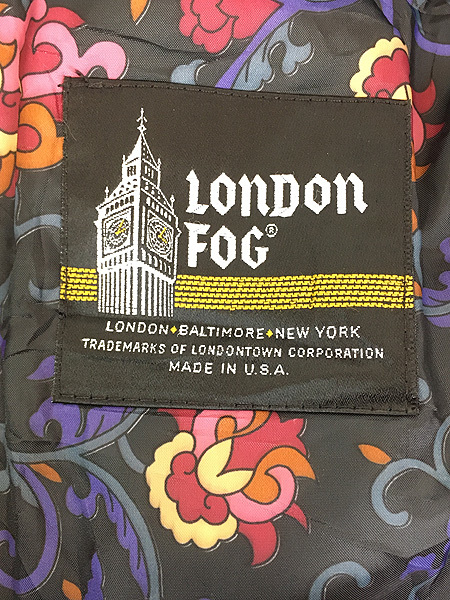 LONDON
FOG®
LONDON♦BALTIMORE♦NEW YORK
TRADEMARKS OF LONDONTOWN CORPORATION
MADE IN U.S.A.